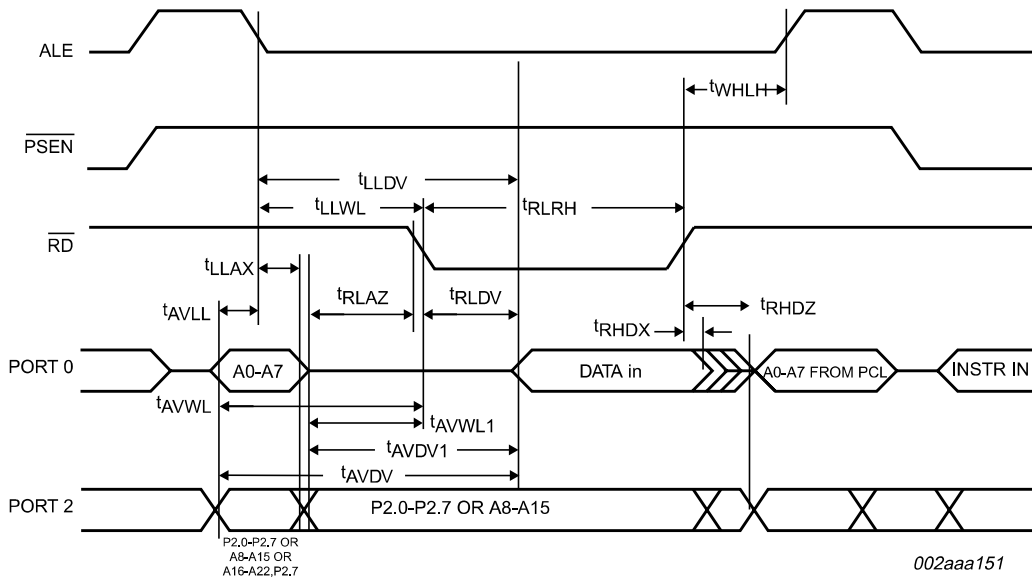 ALE
tWHLH
PSEN
tLLDV
tLLWL
tRLRH
RD
tLLAX
tRLAZ
tRLDV
tAVLL
tRHDZ
tRHDX
PORT 0
A0-A7
DATA in
A0-A7 FROM PCL
INSTR IN
tAVWL
tAVWL1
tAVDV1
tAVDV
PORT 2
P2.0-P2.7 OR A8-A15
P2.0-P2.7 OR
A8-A15 OR
A16-A22,P2.7
002aaa151